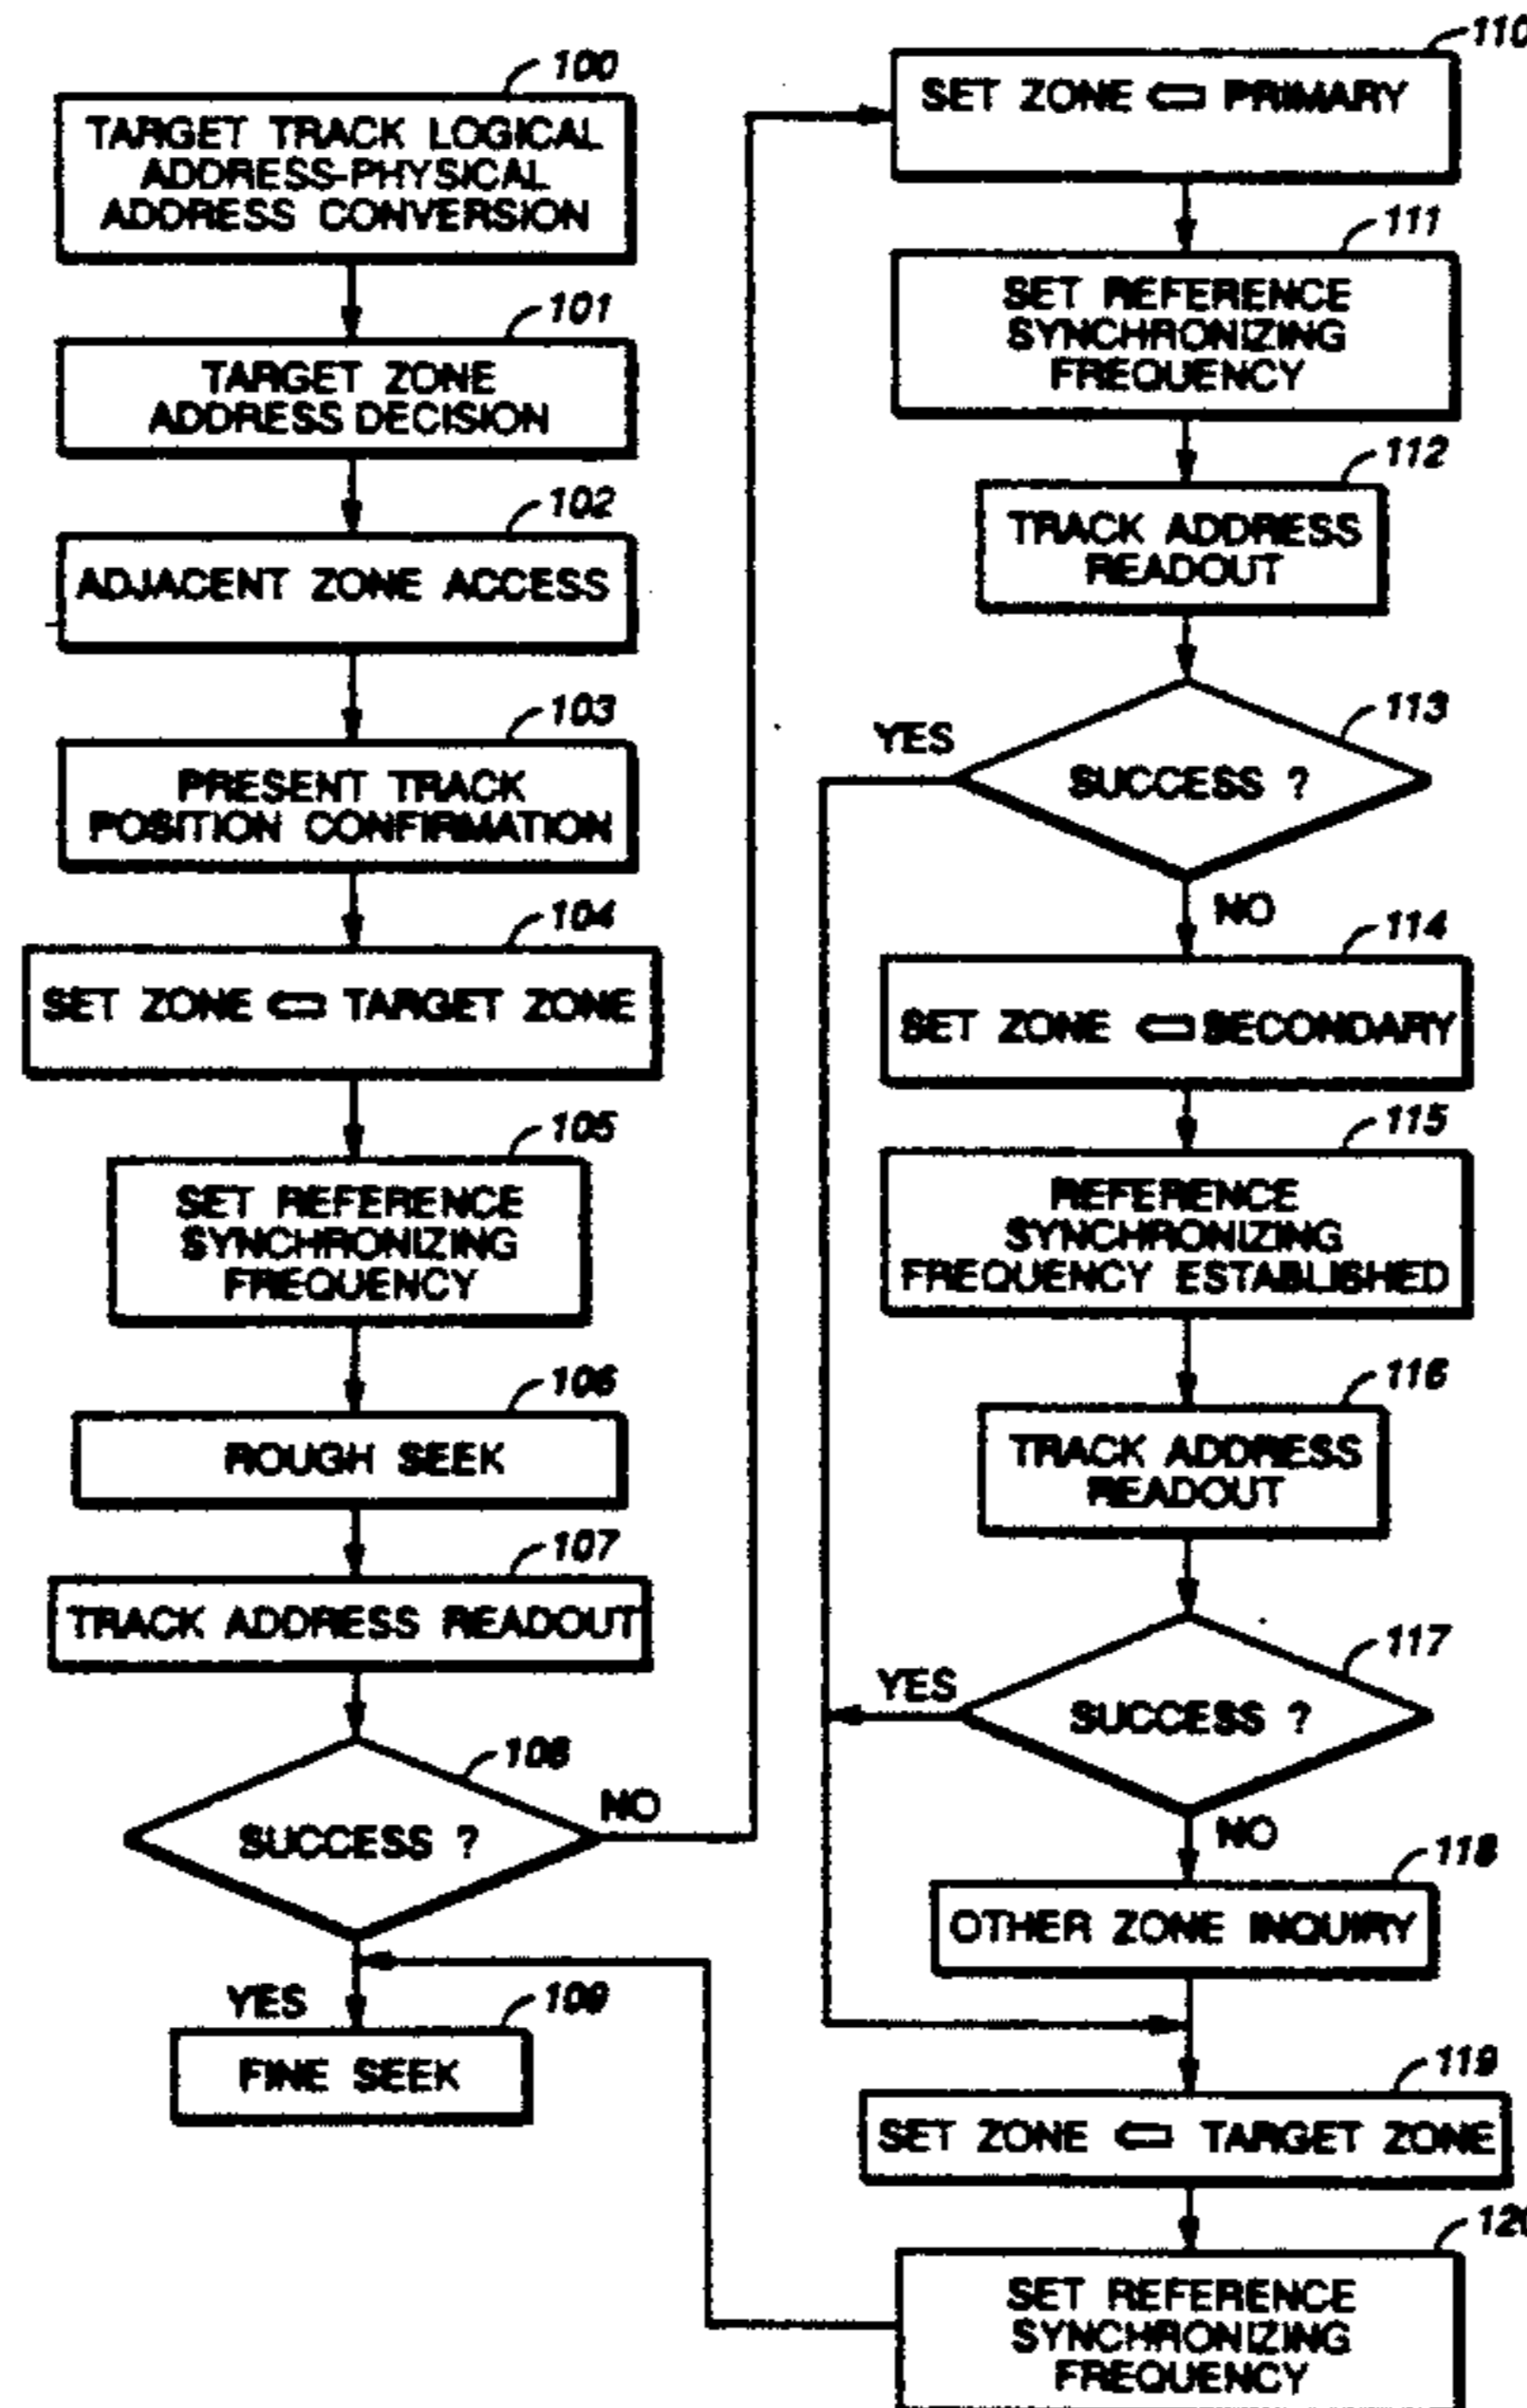 100
TARGET TRACK LOGICAL
ADDRESS-PHYSICAL
ADDRESS CONVERSION
101
TARGET ZONE
ADDRESS DECISION
102
ADJACENT ZONE ACCESS
103
PRESENT TRACK
POSITION CONFIRMATION
104
SET ZONE ⇦ TARGET ZONE
105
SET REFERENCE
SYNCHRONIZING
FREQUENCY
106
ROUGH SEEK
107
TRACK ADDRESS READOUT
108
SUCCESS ?
NO
YES
109
FINE SEEK
110
SET ZONE ⇦ PRIMARY
111
SET REFERENCE
SYNCHRONIZING
FREQUENCY
112
TRACK ADDRESS
READOUT
113
YES
SUCCESS ?
NO
114
SET ZONE ⇦ SECONDARY
115
REFERENCE
SYNCHRONIZING
FREQUENCY ESTABLISHED
116
TRACK ADDRESS
READOUT
117
YES
SUCCESS ?
NO
118
OTHER ZONE INQUIRY
119
SET ZONE ⇦ TARGET ZONE
120
SET REFERENCE
SYNCHRONIZING
FREQUENCY